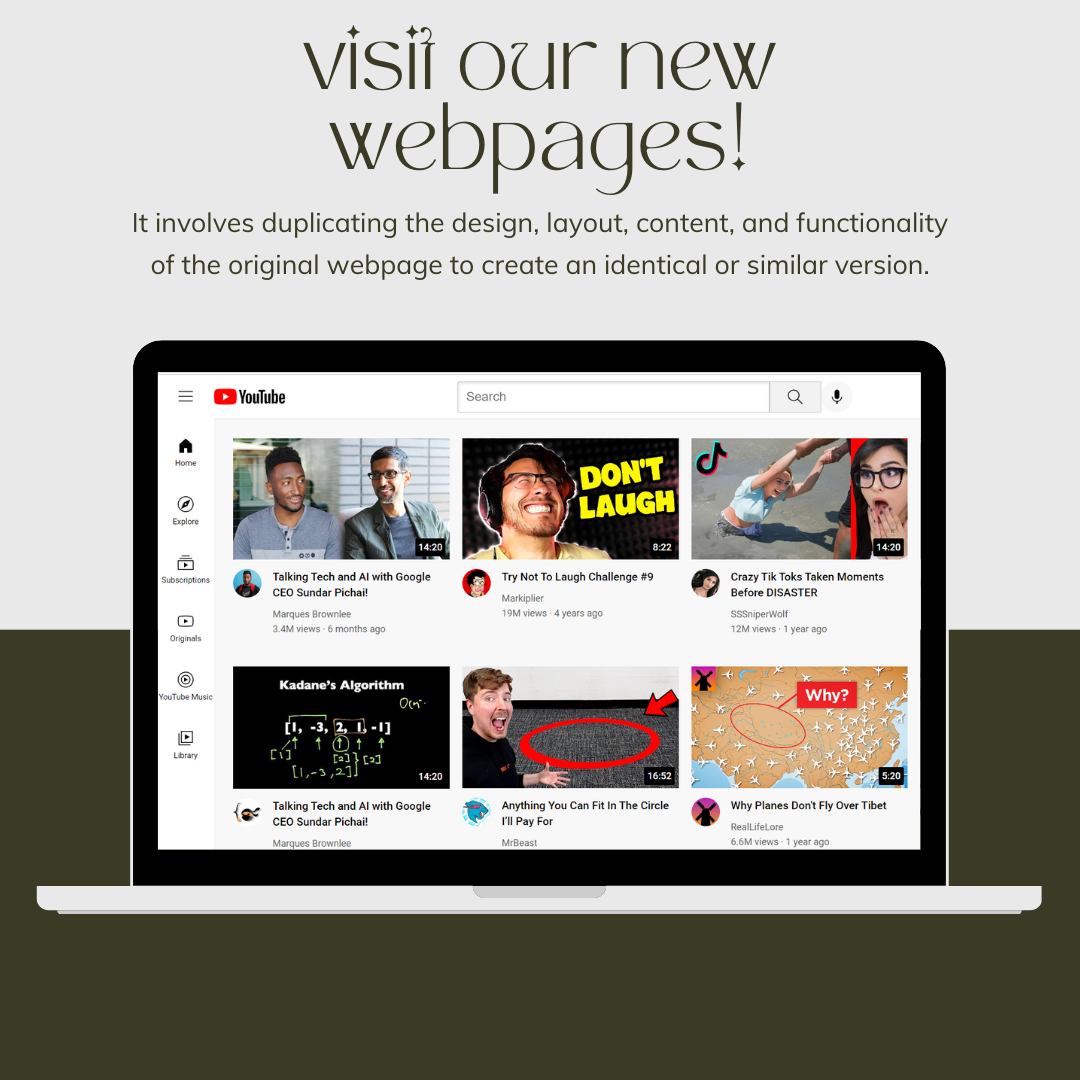 visit our new
webpages!
It involves duplicating the design, layout, content, and functionality
of the original webpage to create an identical or similar version.
YouTube
Search
Home
Explore
Subscriptions
Originals
YouTube Music
Library
14:20
Talking Tech and AI with Google
CEO Sundar Pichai!
Marques Brownlee
3.4M views · 6 months ago
DON'T
LAUGH
8:22
Try Not To Laugh Challenge #9
Markiplier
19M views · 4 years ago
14:20
Crazy Tik Toks Taken Moments
Before DISASTER
SSSniperWolf
12M views · 1 year ago
Kadane's Algorithm
O(n)
[1, -3, 2, 1, -1]
[1] [2] [2]
[1, -3, 2]
14:20
Talking Tech and AI with Google
CEO Sundar Pichai!
Marques Brownlee
16:52
Anything You Can Fit In The Circle
I'll Pay For
MrBeast
Why?
5:20
Why Planes Don't Fly Over Tibet
RealLifeLore
6.6M views · 1 year ago